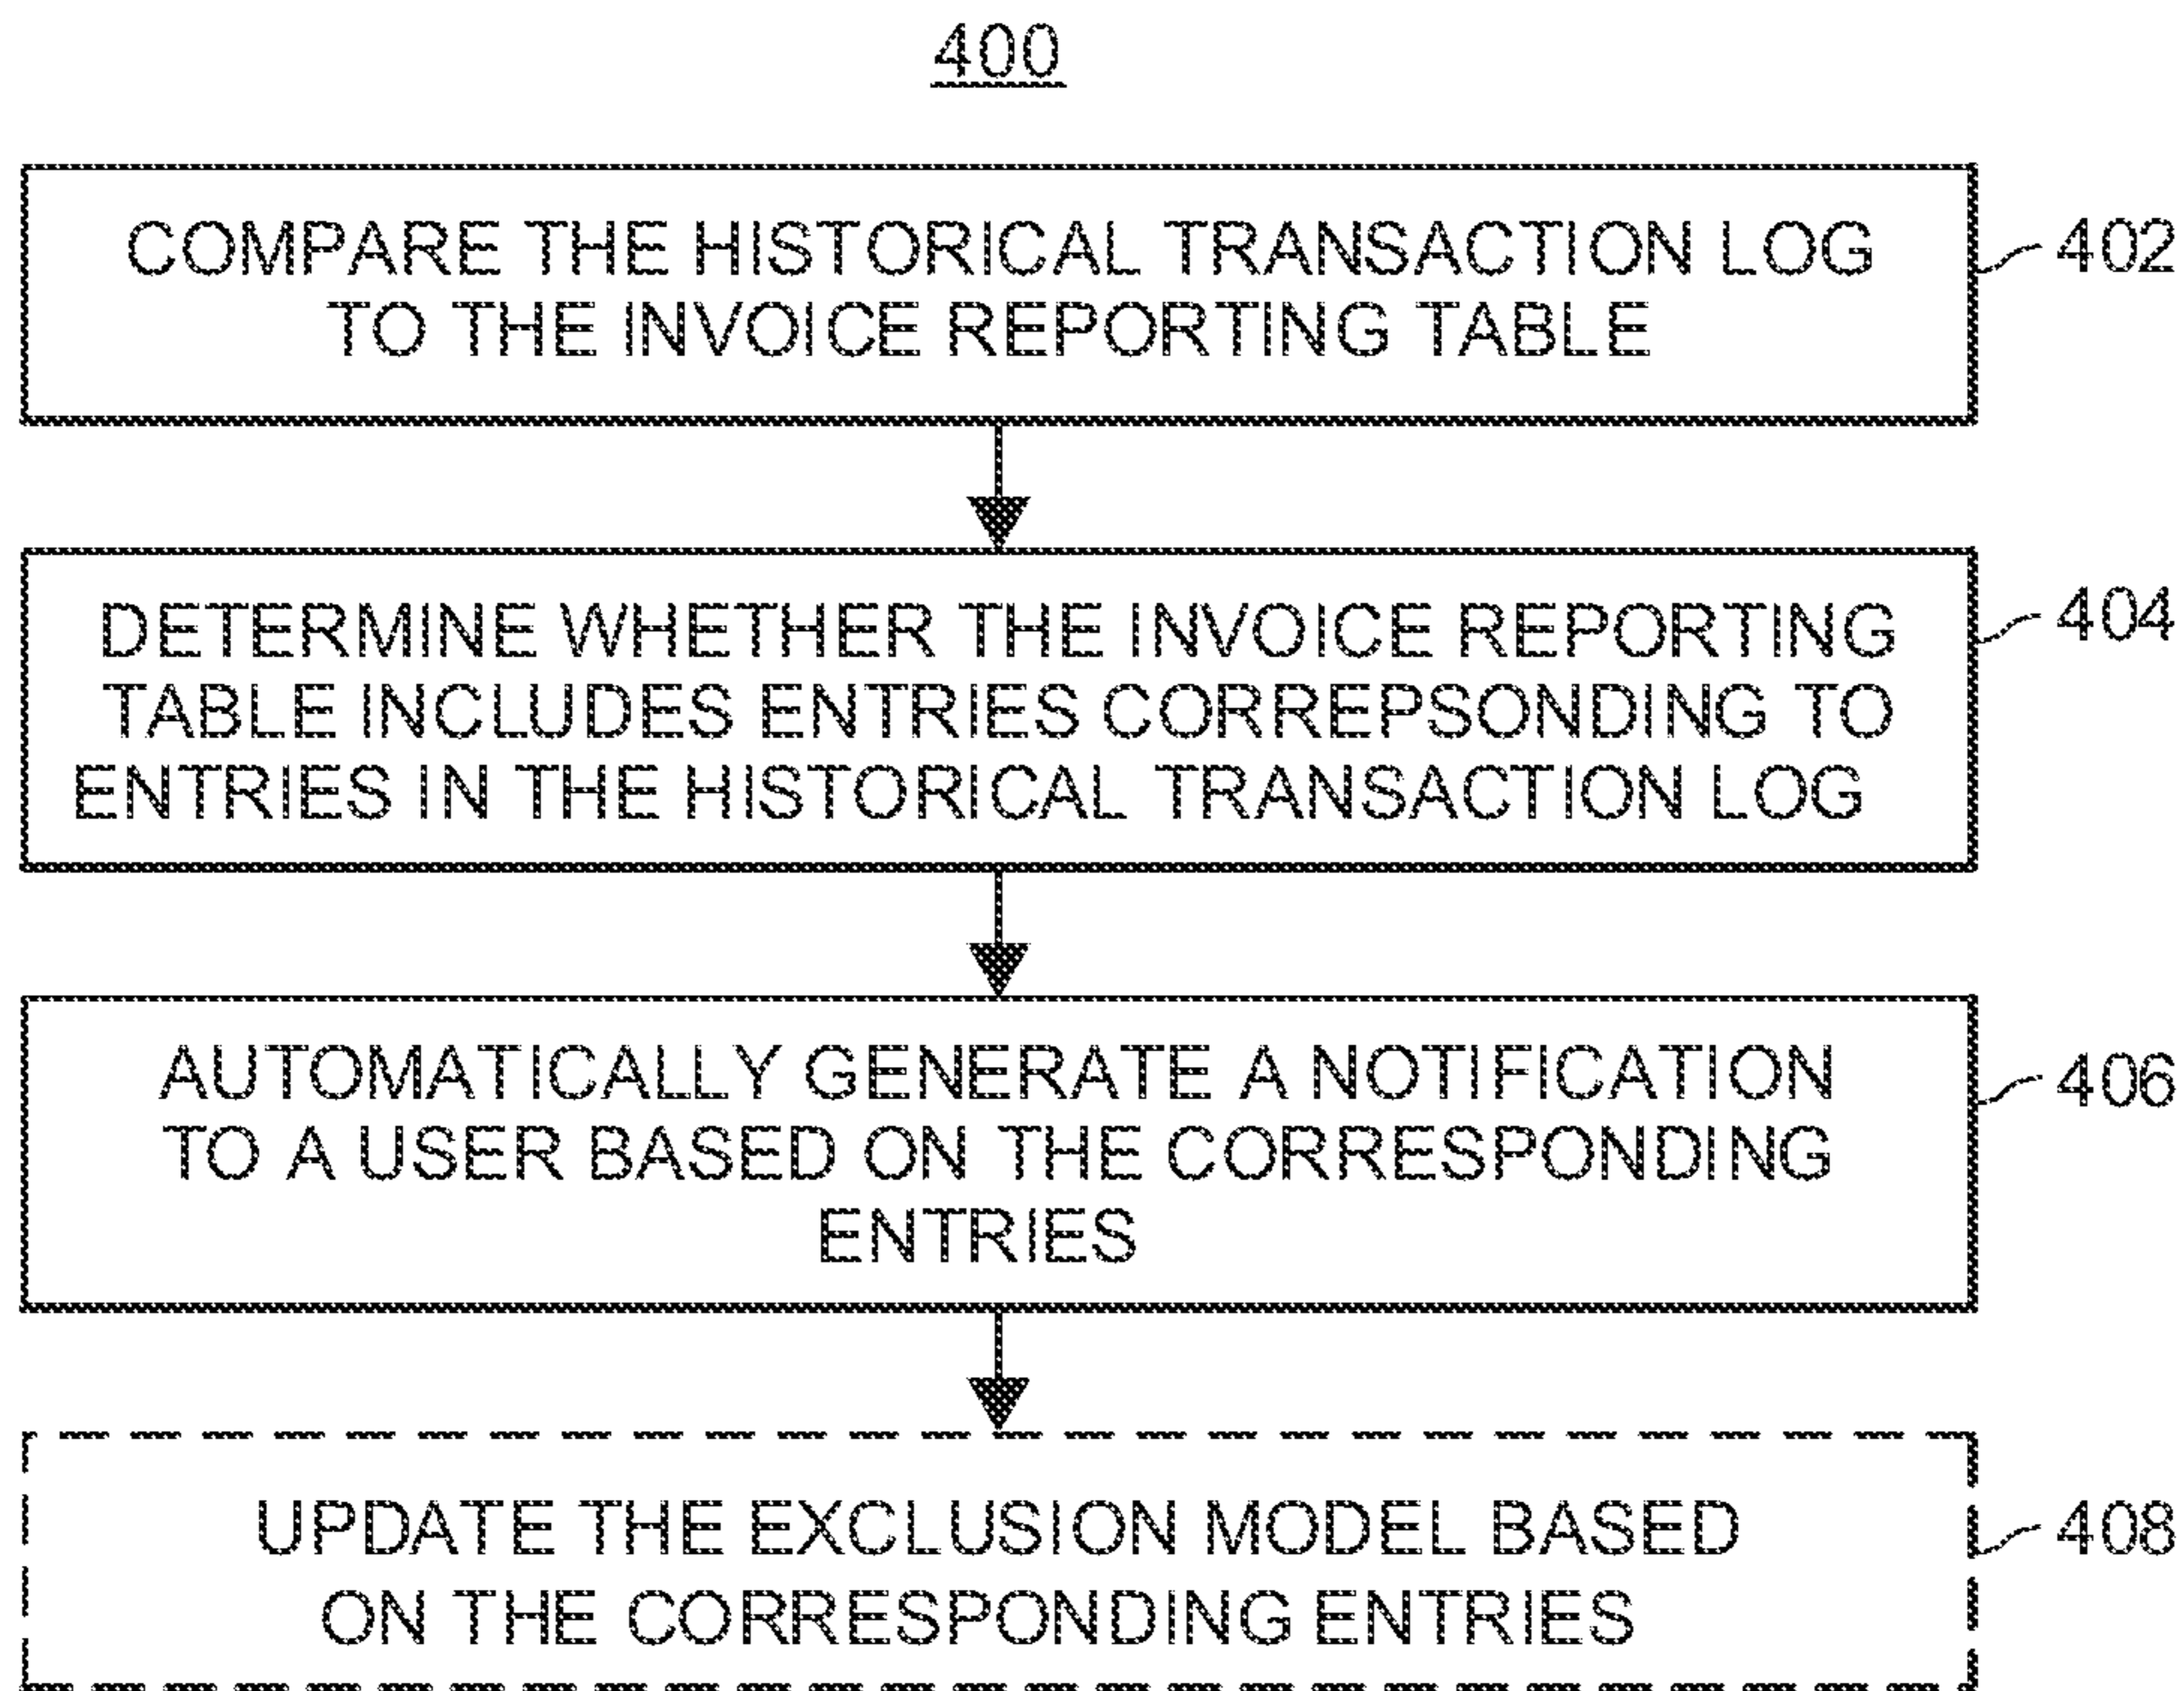 400
COMPARE THE HISTORICAL TRANSACTION LOG
TO THE INVOICE REPORTING TABLE
402
DETERMINE WHETHER THE INVOICE REPORTING
TABLE INCLUDES ENTRIES CORREPSONDING TO
ENTRIES IN THE HISTORICAL TRANSACTION LOG
404
AUTOMATICALLY GENERATE A NOTIFICATION
TO A USER BASED ON THE CORRESPONDING
ENTRIES
406
UPDATE THE EXCLUSION MODEL BASED
ON THE CORRESPONDING ENTRIES
408